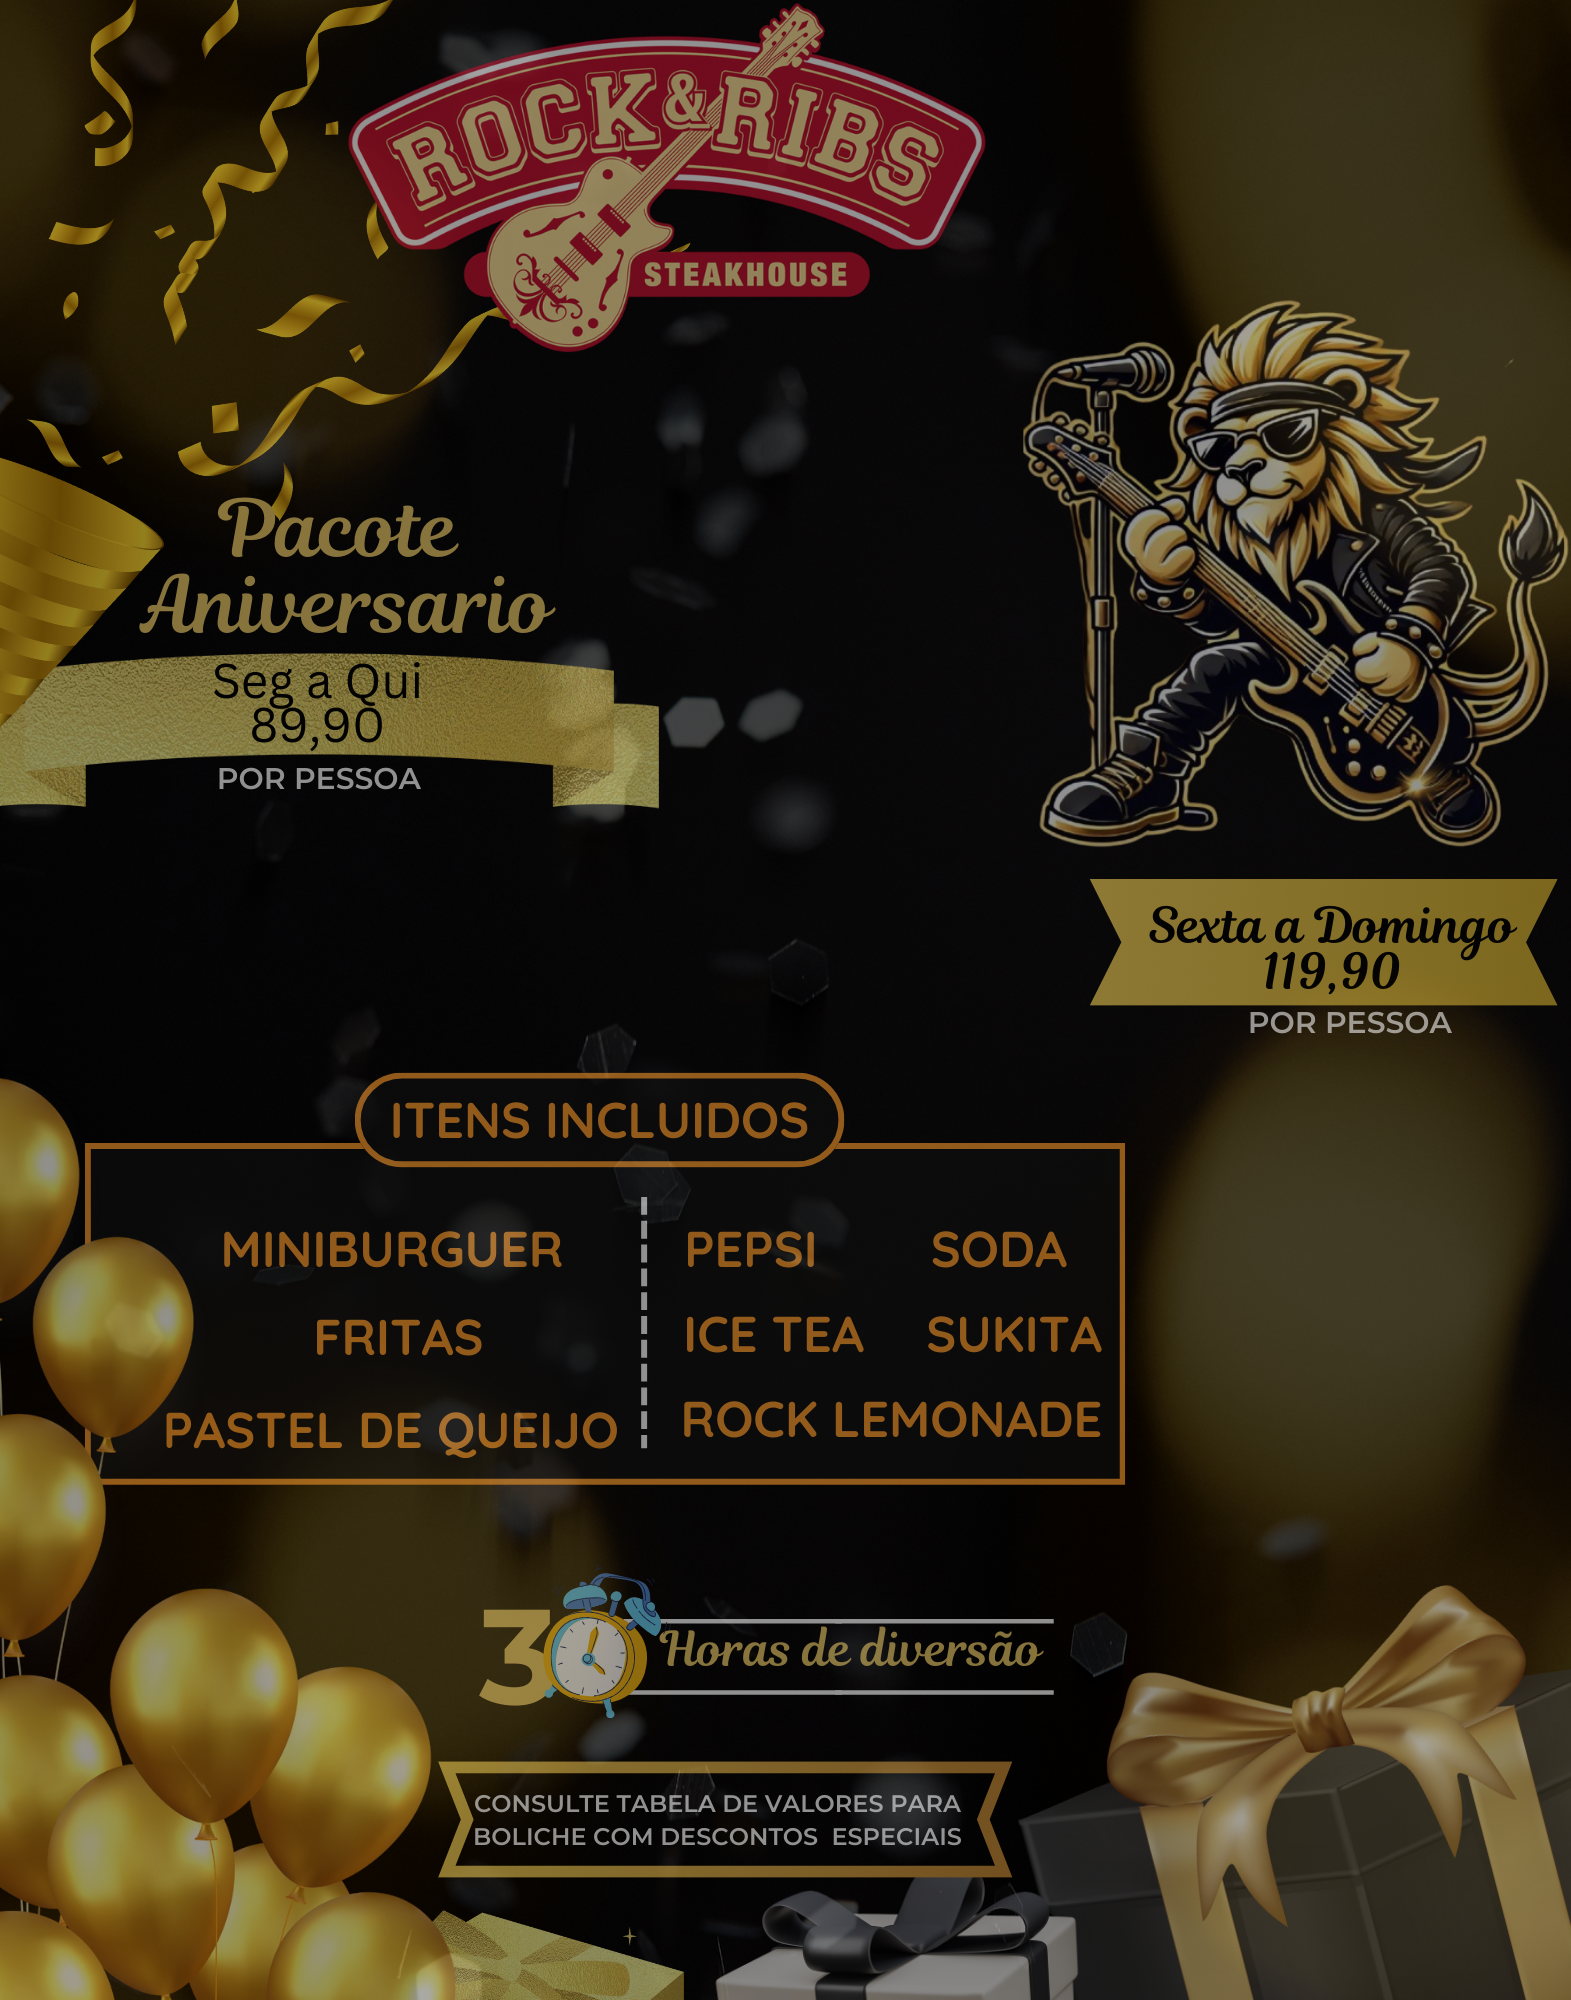 ROCK & RIBS
STEAKHOUSE
Pacote
Aniversario
Seg a Qui
89,90
POR PESSOA
Sexta a Domingo
119,90
POR PESSOA
ITENS INCLUIDOS
MINIBURGUER
FRITAS
PASTEL DE QUEIJO
PEPSI SODA
ICE TEA SUKITA
ROCK LEMONADE
3 Horas de diversão
CONSULTE TABELA DE VALORES PARA
BOLICHE COM DESCONTOS ESPECIAIS